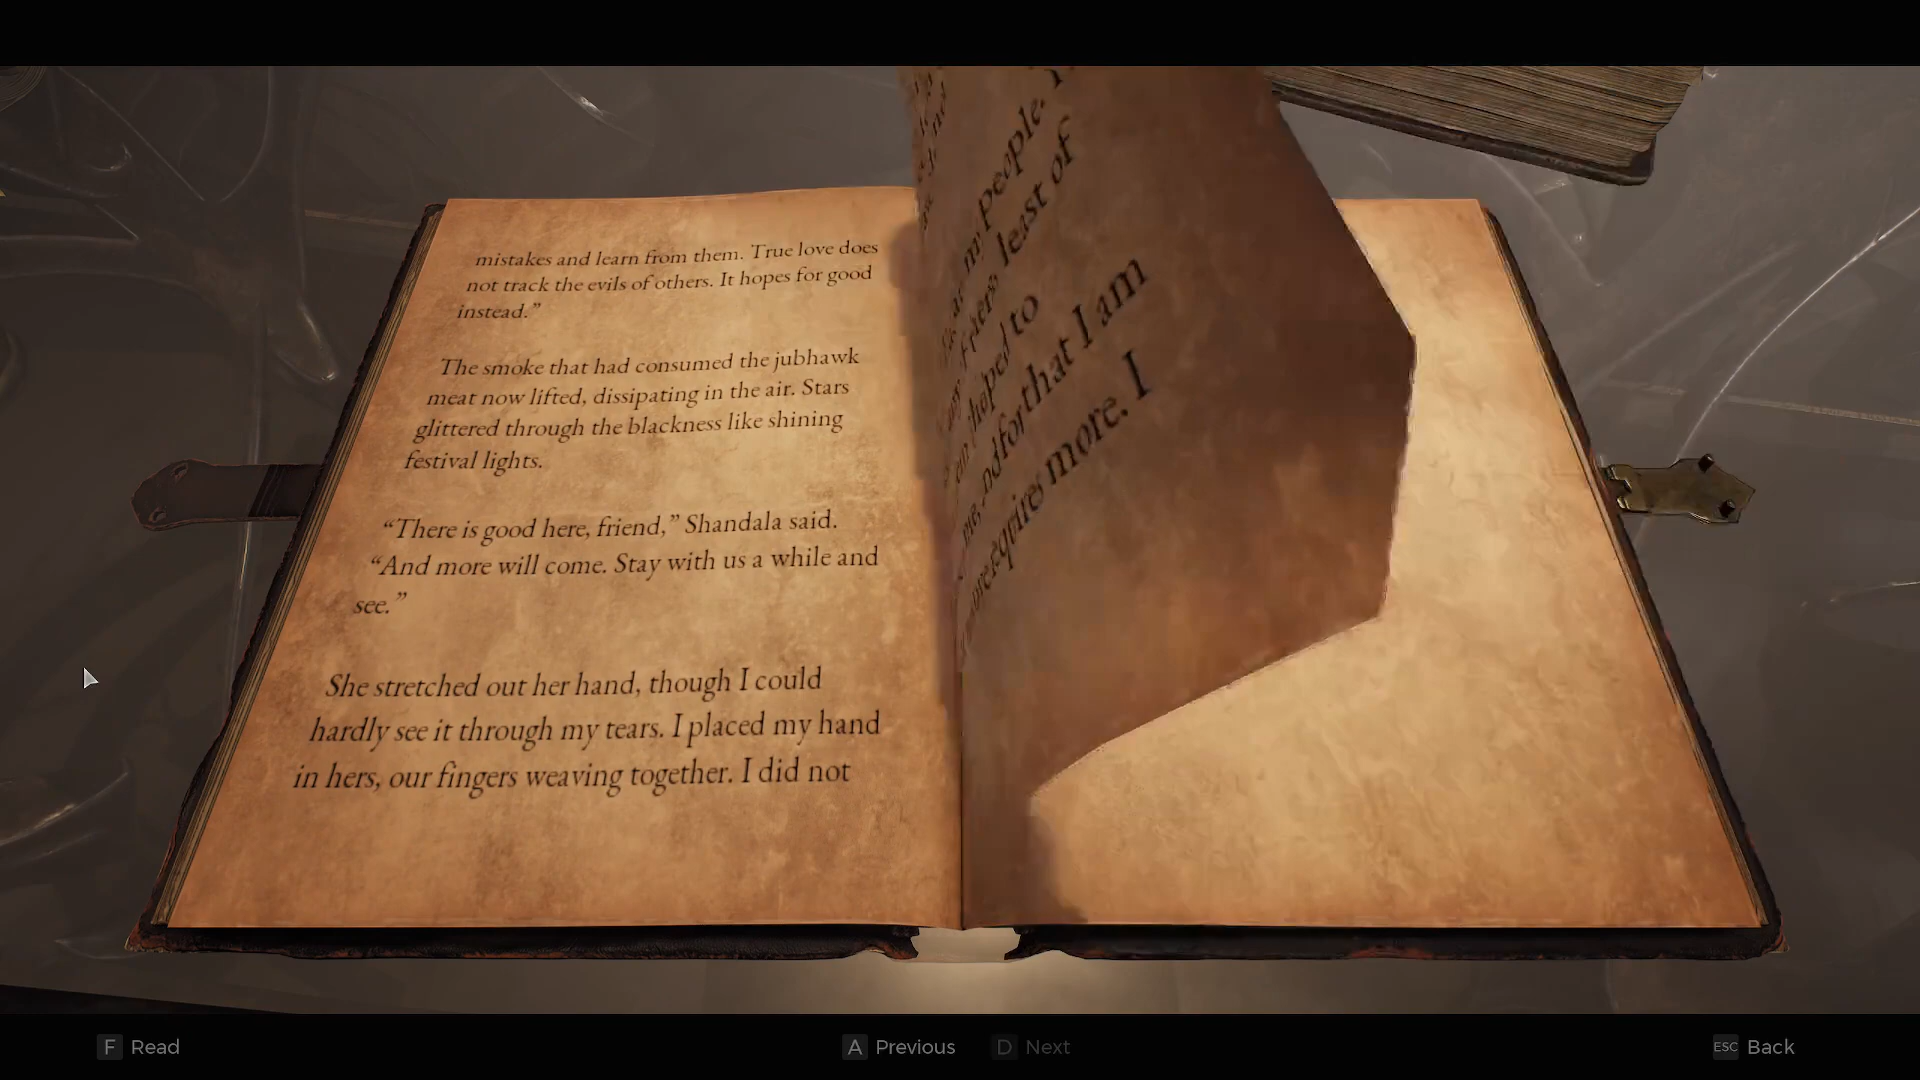 mistakes and learn from them. True love does
not track the evils of others. It hopes for good
instead.”
The smoke that had consumed the jubhawk
meat now lifted, dissipating in the air. Stars
glittered through the blackness like shining
festival lights.
“There is good here, friend,” Shandala said.
“And more will come. Stay with us a while and
see.”
She stretched out her hand, though I could
hardly see it through my tears. I placed my hand
in hers, our fingers weaving together. I did not
people.
least of
hoped to
for that I am
requires more. I
F Read
A Previous
D Next
ESC Back